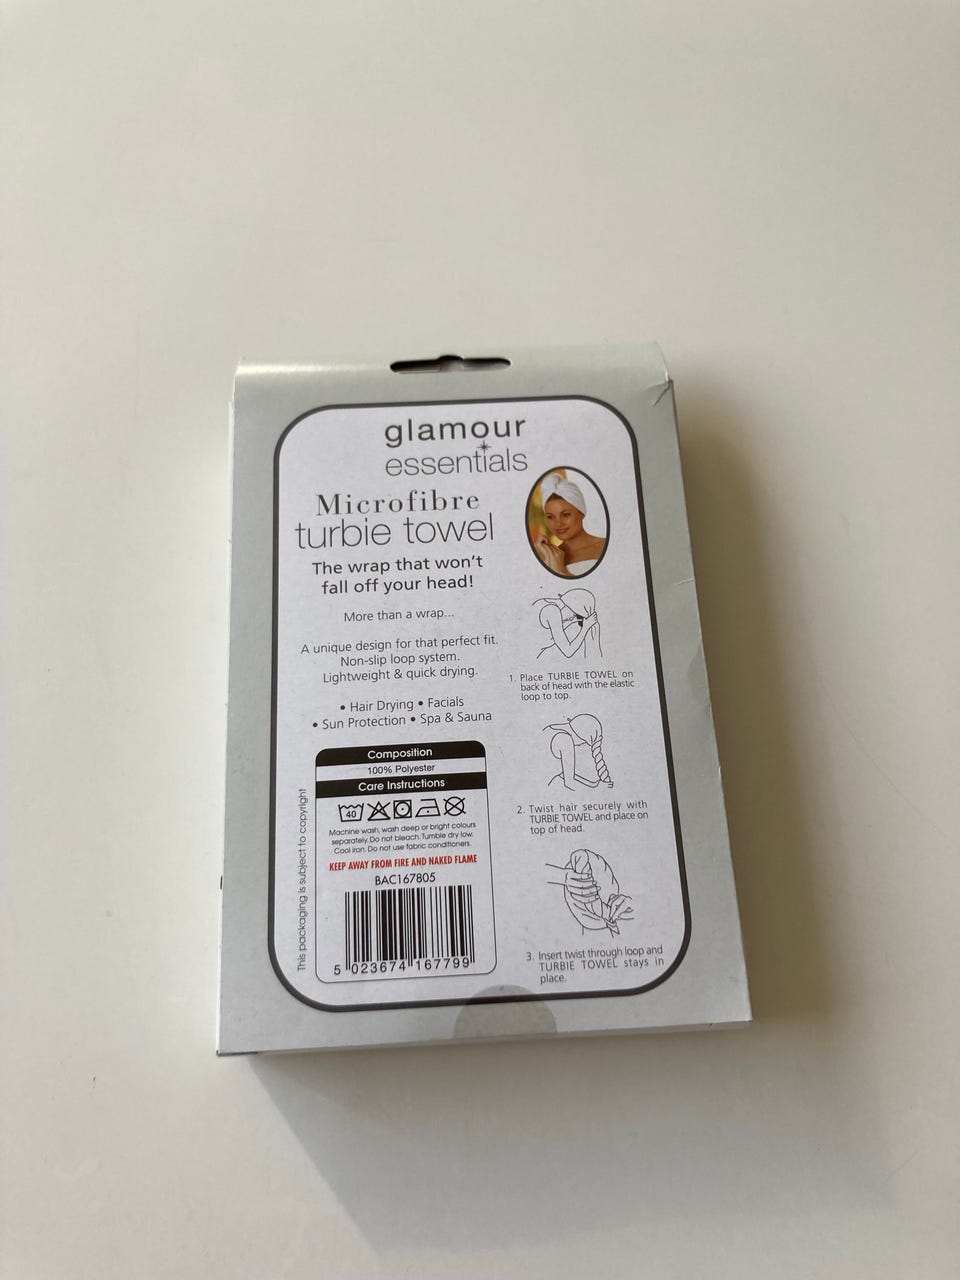 glamour
essentials
Microfibre
turbie towel
The wrap that won't
fall off your head!
More than a wrap...
A unique design for that perfect fit.
Non-slip loop system.
Lightweight & quick drying.
• Hair Drying • Facials
• Sun Protection • Spa & Sauna
Composition
100% Polyester
Care Instructions
40
Machine wash, wash deep or bright colours
separately. Do not bleach. Tumble dry low.
Cool iron. Do not use fabric conditioners.
KEEP AWAY FROM FIRE AND NAKED FLAME
BAC167805
5 023674 167799
This packaging is subject to copyright
1. Place TURBIE TOWEL on
back of head with the elastic
loop to top.
2. Twist hair securely with
TURBIE TOWEL and place on
top of head.
3. Insert twist through loop and
TURBIE TOWEL stays in
place.